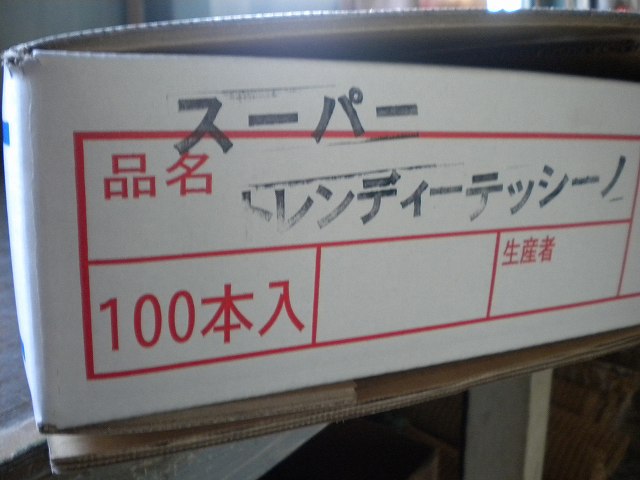 スーパー
品名
トレンディーテッシーノ
100本入
生産者